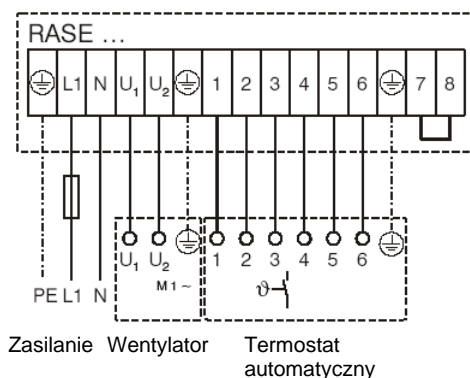 RASE ...
L1 N U1 U2 1 2 3 4 5 6 7 8
U1 U2 1 2 3 4 5 6
M1~ ϑ
PE L1 N
Zasilanie Wentylator Termostat
automatyczny